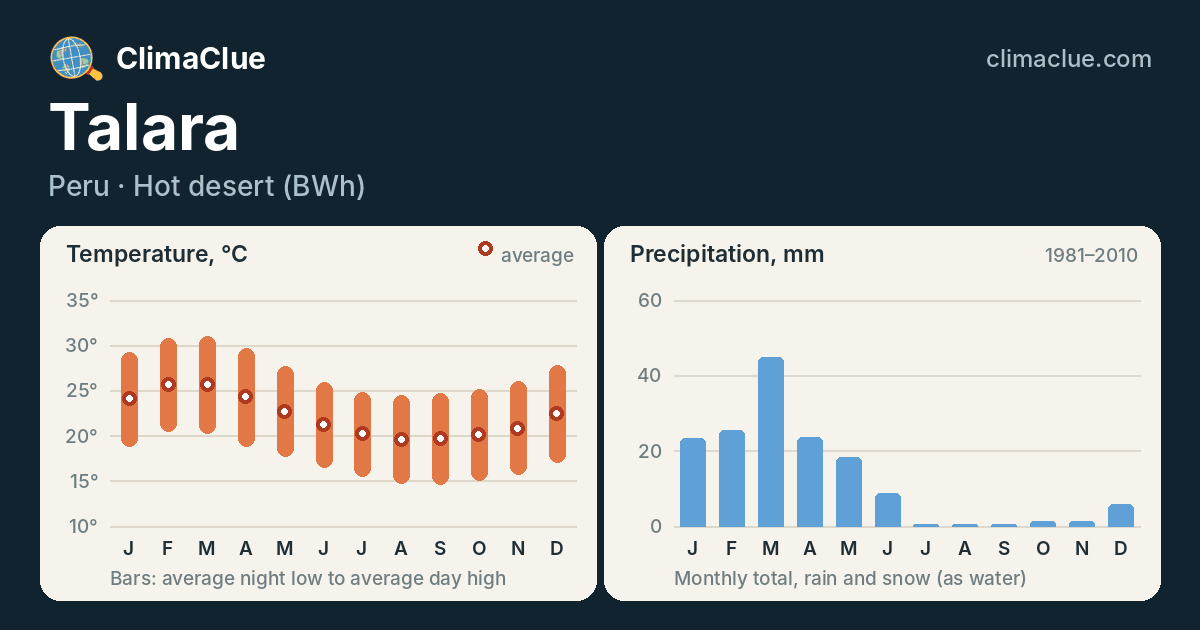 ClimaClue
climaclue.com
Talara
Peru · Hot desert (BWh)
Temperature, °C
average
35°
30°
25°
20°
15°
10°
J F M A M J J A S O N D
Bars: average night low to average day high
Precipitation, mm
1981–2010
60
40
20
0
J F M A M J J A S O N D
Monthly total, rain and snow (as water)